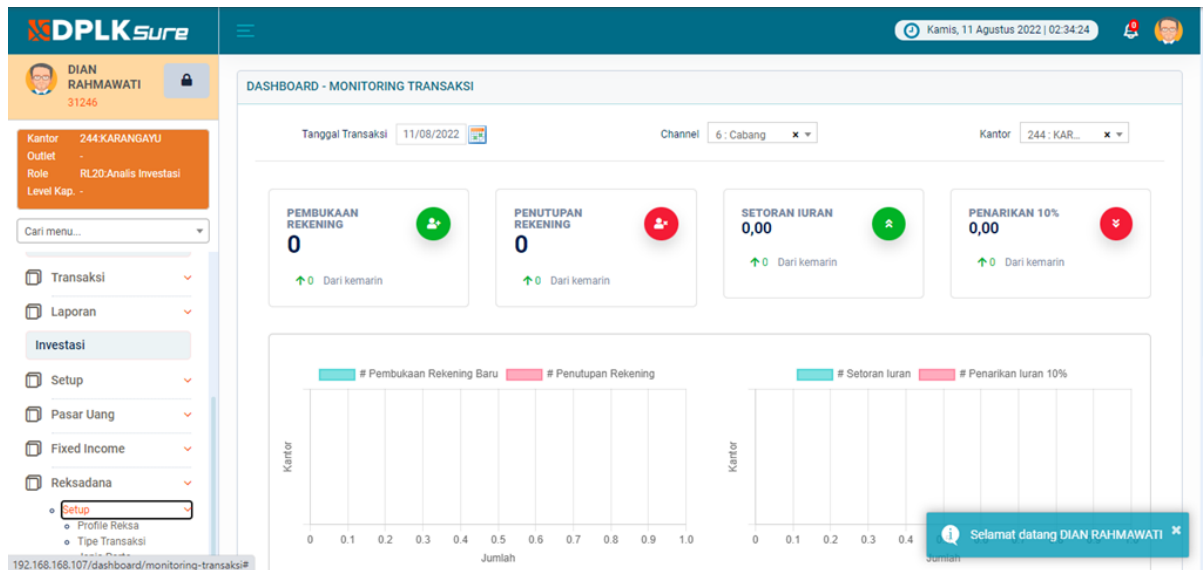 DPLKSure
Kamis, 11 Agustus 2022 | 02:34:24
DIAN
RAHMAWATI
31246
Kantor 244:KARANGAYU
Outlet -
Role RL20:Analis Investasi
Level Kap. -
Cari menu...
Transaksi
Laporan
Investasi
Setup
Pasar Uang
Fixed Income
Reksadana
Setup
Profile Reksa
Tipe Transaksi
192.168.168.107/dashboard/monitoring-transaksi#
DASHBOARD - MONITORING TRANSAKSI
Tanggal Transaksi 11/08/2022
Channel 6 : Cabang
Kantor 244 : KAR...
PEMBUKAAN
REKENING
0
0 Dari kemarin
PENUTUPAN
REKENING
0
0 Dari kemarin
SETORAN IURAN
0,00
0 Dari kemarin
PENARIKAN 10%
0,00
0 Dari kemarin
# Pembukaan Rekening Baru # Penutupan Rekening
Kantor
0 0.1 0.2 0.3 0.4 0.5 0.6 0.7 0.8 0.9 1.0
Jumlah
# Setoran Iuran # Penarikan Iuran 10%
Kantor
0 0.1 0.2 0.3 0.4
Jumlah
Selamat datang DIAN RAHMAWATI